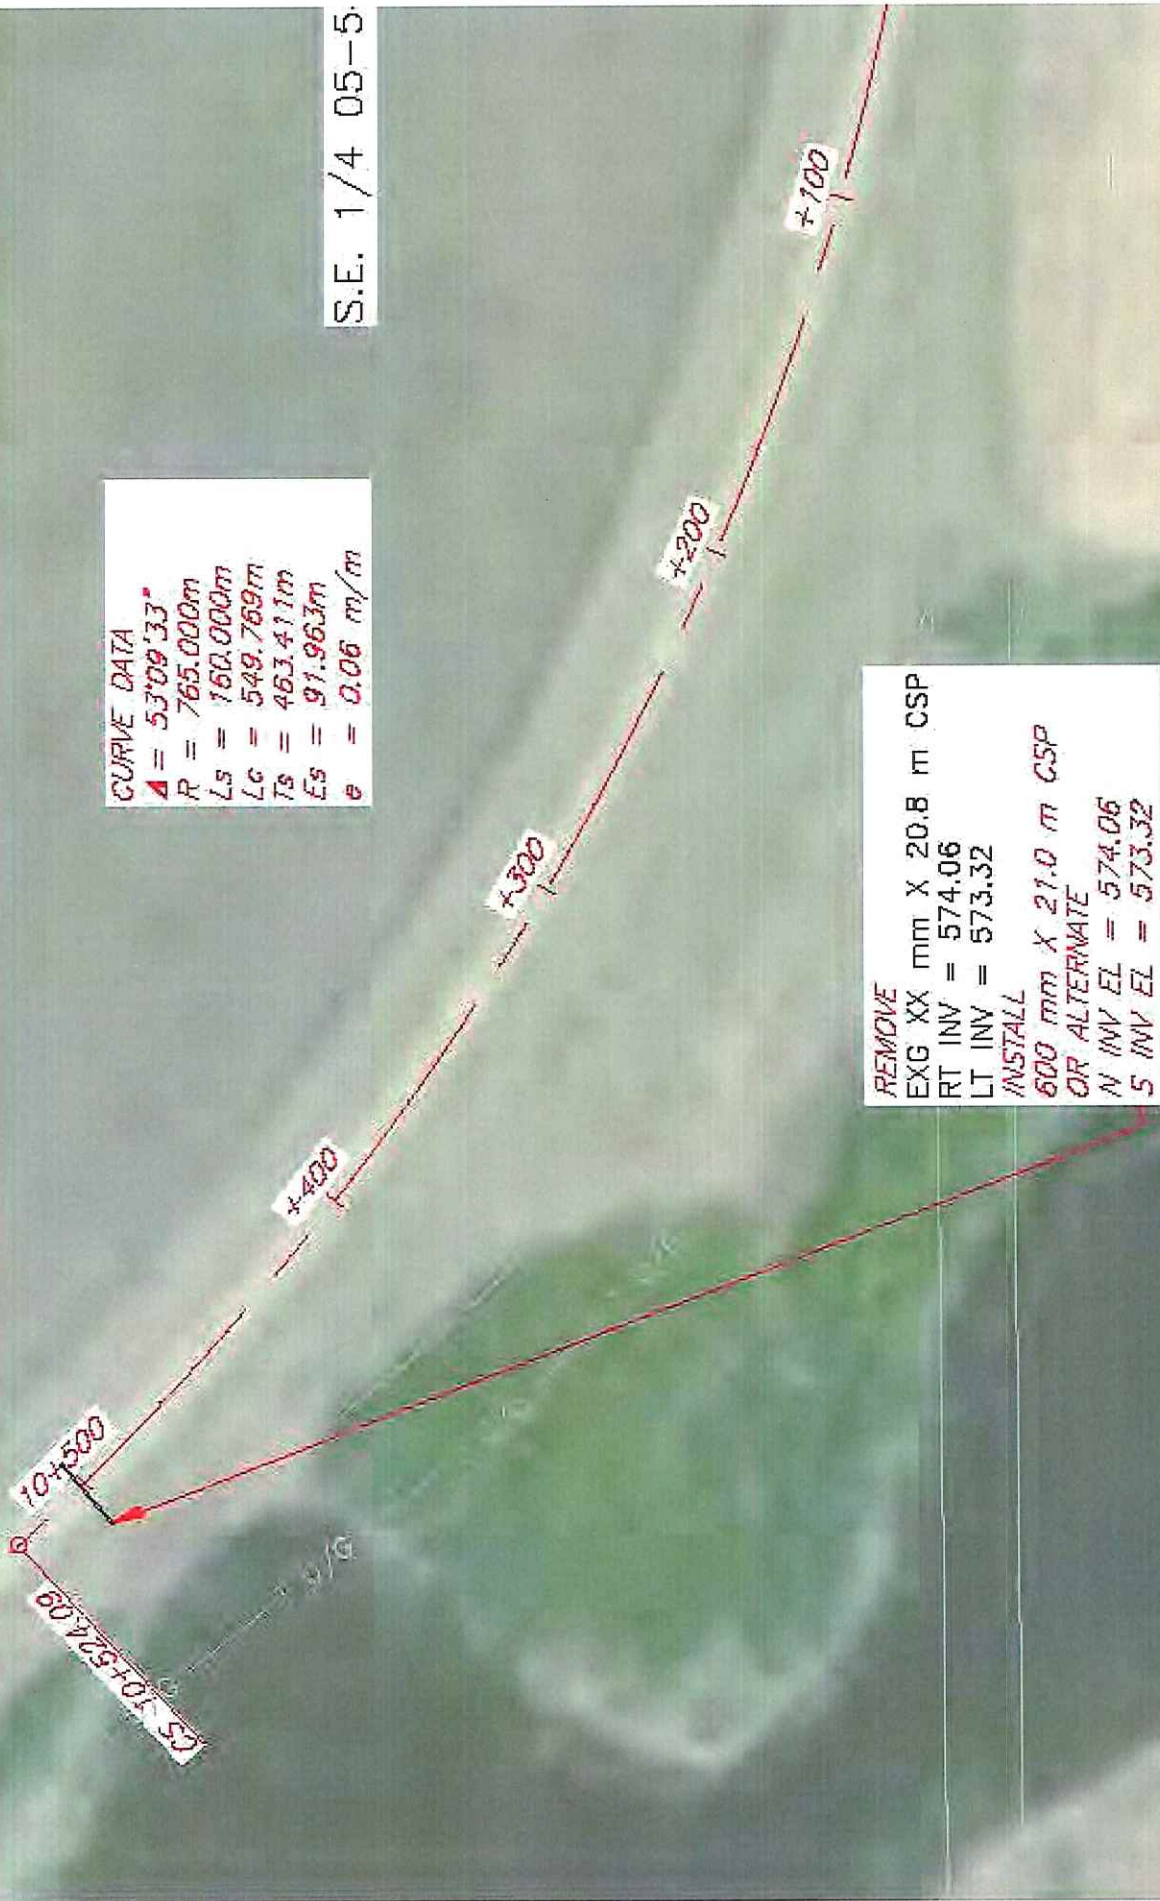 S.E. 1/4 05-5-
CURVE DATA
Δ = 53°09'33"
R = 765.000m
Ls = 160.000m
Lc = 549.769m
Ts = 463.411m
Es = 91.963m
e = 0.06 m/m
+100
+200
+300
+400
10+500
CS 10+524.09
U/G
REMOVE
EXG XX mm X 20.8 m CSP
RT INV = 574.06
LT INV = 573.32
INSTALL
600 mm X 21.0 m CSP
OR ALTERNATE
N INV EL = 574.06
S INV EL = 573.32